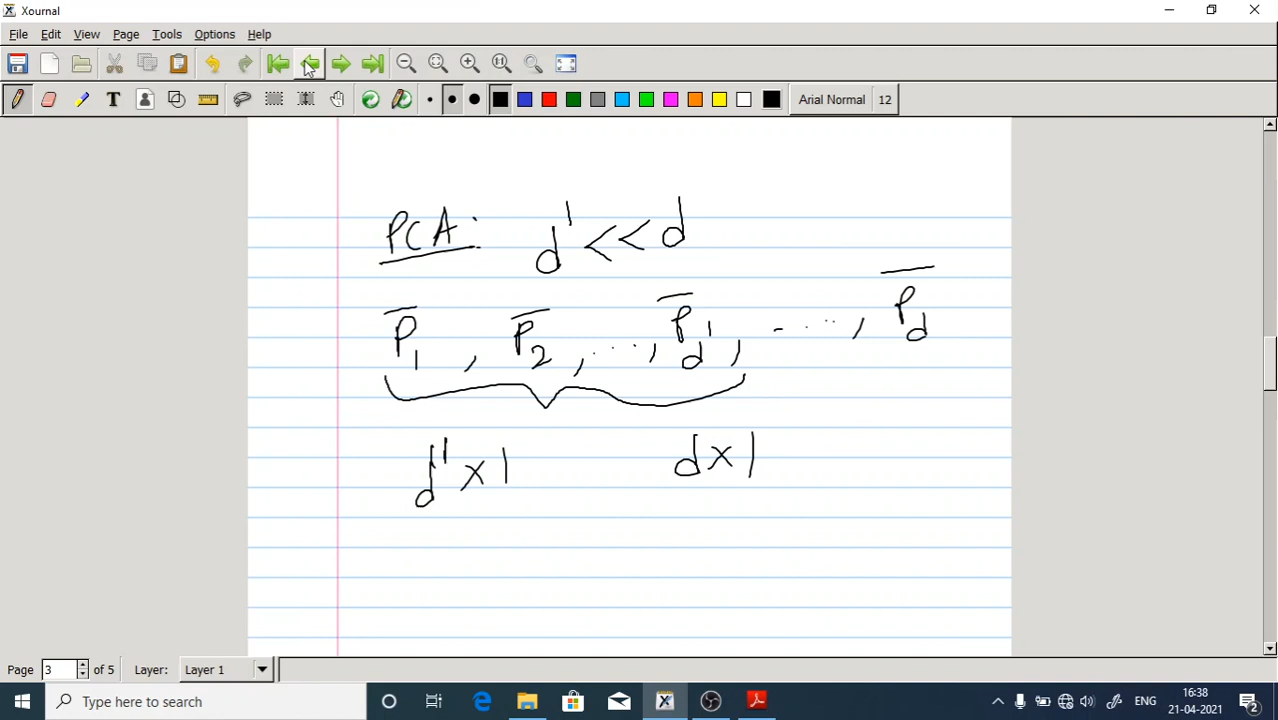 Xournal
File Edit View Page Tools Options Help
Arial Normal 12
PCA: d' << d
P̅₁, P̅₂, ..., P̅d', - ..., P̅d
d' x 1 d x 1
Page 3 of 5 Layer: Layer 1
Type here to search
ENG
16:38
21-04-2021
2